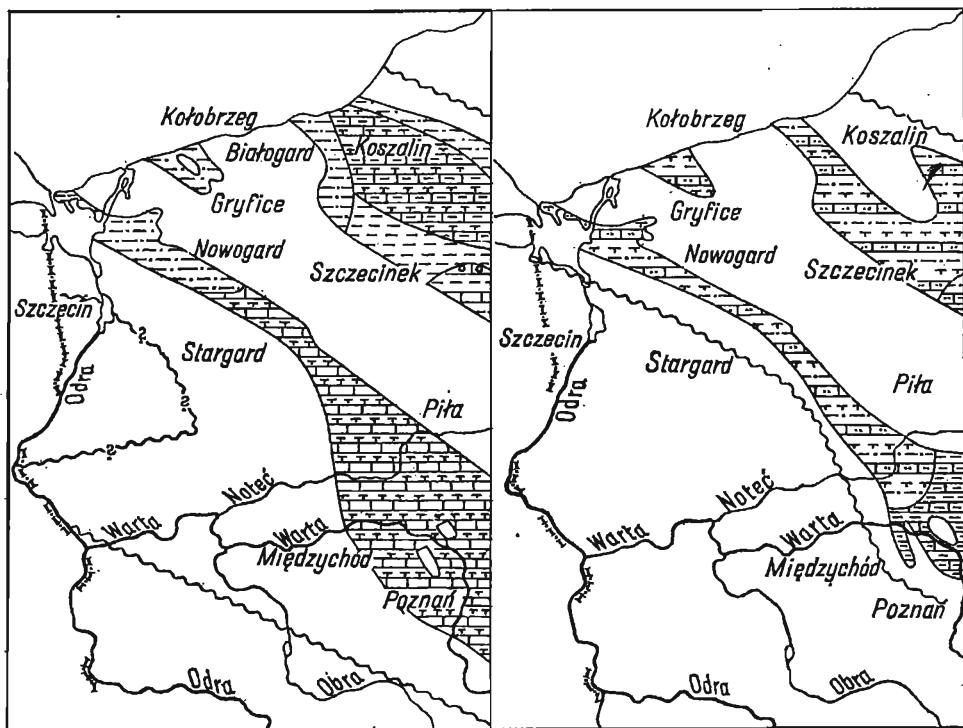 Kołobrzeg
Białogard
Koszalin
Gryfice
Nowogard
Szczecinek
Szczecin
Stargard
?
?
?
Odra
Piła
Noteć
Warta
Warta
Międzychód
Poznań
Odra
Obra
Kołobrzeg
Koszalin
Gryfice
Nowogard
Szczecinek
Szczecin
Stargard
Odra
Piła
Noteć
Warta
Warta
Międzychód
Poznań
Odra
Obra